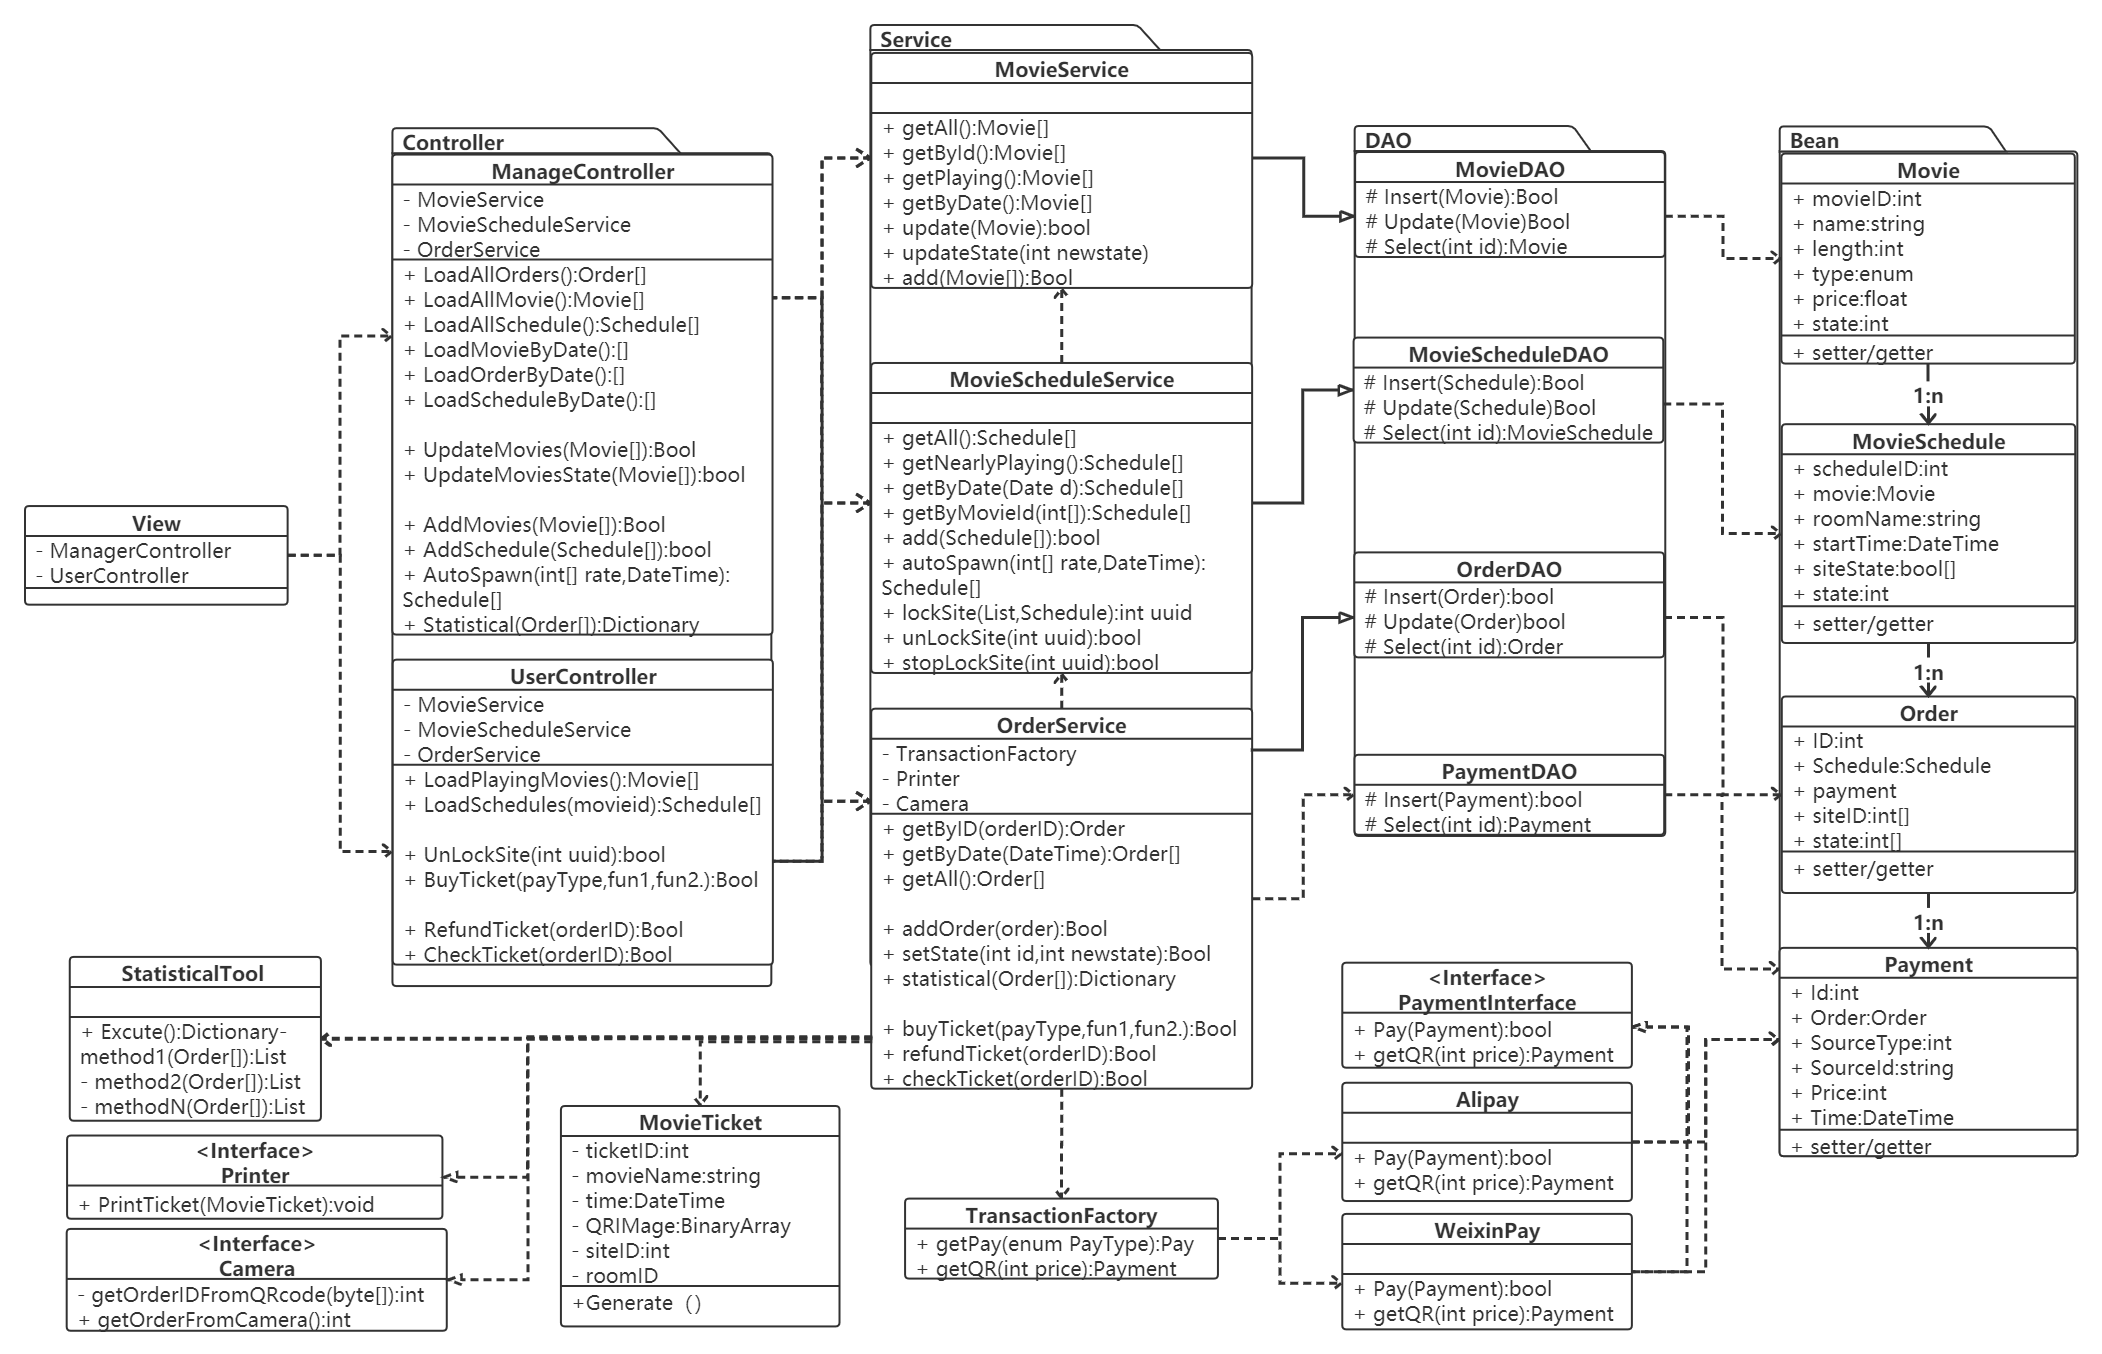 View
- ManagerController
- UserController
Controller
ManageController
- MovieService
- MovieScheduleService
- OrderService
+ LoadAllOrders():Order[]
+ LoadAllMovie():Movie[]
+ LoadAllSchedule():Schedule[]
+ LoadMovieByDate():[]
+ LoadOrderByDate():[]
+ LoadScheduleByDate():[]
+ UpdateMovies(Movie[]):Bool
+ UpdateMoviesState(Movie[]):bool
+ AddMovies(Movie[]):Bool
+ AddSchedule(Schedule[]):bool
+ AutoSpawn(int[] rate,DateTime):
Schedule[]
+ Statistical(Order[]):Dictionary
UserController
- MovieService
- MovieScheduleService
- OrderService
+ LoadPlayingMovies():Movie[]
+ LoadSchedules(movieid):Schedule[]
+ UnLockSite(int uuid):bool
+ BuyTicket(payType,fun1,fun2.):Bool
+ RefundTicket(orderID):Bool
+ CheckTicket(orderID):Bool
Service
MovieService
+ getAll():Movie[]
+ getById():Movie[]
+ getPlaying():Movie[]
+ getByDate():Movie[]
+ update(Movie):bool
+ updateState(int newstate)
+ add(Movie[]):Bool
MovieScheduleService
+ getAll():Schedule[]
+ getNearlyPlaying():Schedule[]
+ getByDate(Date d):Schedule[]
+ getByMovieId(int[]):Schedule[]
+ add(Schedule[]):bool
+ autoSpawn(int[] rate,DateTime):
Schedule[]
+ lockSite(List,Schedule):int uuid
+ unLockSite(int uuid):bool
+ stopLockSite(int uuid):bool
OrderService
- TransactionFactory
- Printer
- Camera
+ getByID(orderID):Order
+ getByDate(DateTime):Order[]
+ getAll():Order[]
+ addOrder(order):Bool
+ setState(int id,int newstate):Bool
+ statistical(Order[]):Dictionary
+ buyTicket(payType,fun1,fun2.):Bool
+ refundTicket(orderID):Bool
+ checkTicket(orderID):Bool
DAO
MovieDAO
# Insert(Movie):Bool
# Update(Movie)Bool
# Select(int id):Movie
MovieScheduleDAO
# Insert(Schedule):Bool
# Update(Schedule)Bool
# Select(int id):MovieSchedule
OrderDAO
# Insert(Order):bool
# Update(Order)bool
# Select(int id):Order
PaymentDAO
# Insert(Payment):bool
# Select(int id):Payment
Bean
Movie
+ movieID:int
+ name:string
+ length:int
+ type:enum
+ price:float
+ state:int
+ setter/getter
1:n
MovieSchedule
+ scheduleID:int
+ movie:Movie
+ roomName:string
+ startTime:DateTime
+ siteState:bool[]
+ state:int
+ setter/getter
1:n
Order
+ ID:int
+ Schedule:Schedule
+ payment
+ siteID:int[]
+ state:int[]
+ setter/getter
1:n
Payment
+ Id:int
+ Order:Order
+ SourceType:int
+ SourceId:string
+ Price:int
+ Time:DateTime
+ setter/getter
StatisticalTool
+ Excute():Dictionary-
method1(Order[]):List
- method2(Order[]):List
- methodN(Order[]):List
<Interface>
Printer
+ PrintTicket(MovieTicket):void
<Interface>
Camera
- getOrderIDFromQRcode(byte[]):int
+ getOrderFromCamera():int
MovieTicket
- ticketID:int
- movieName:string
- time:DateTime
- QRIMage:BinaryArray
- siteID:int
- roomID
+Generate ()
TransactionFactory
+ getPay(enum PayType):Pay
+ getQR(int price):Payment
<Interface>
PaymentInterface
+ Pay(Payment):bool
+ getQR(int price):Payment
Alipay
+ Pay(Payment):bool
+ getQR(int price):Payment
WeixinPay
+ Pay(Payment):bool
+ getQR(int price):Payment